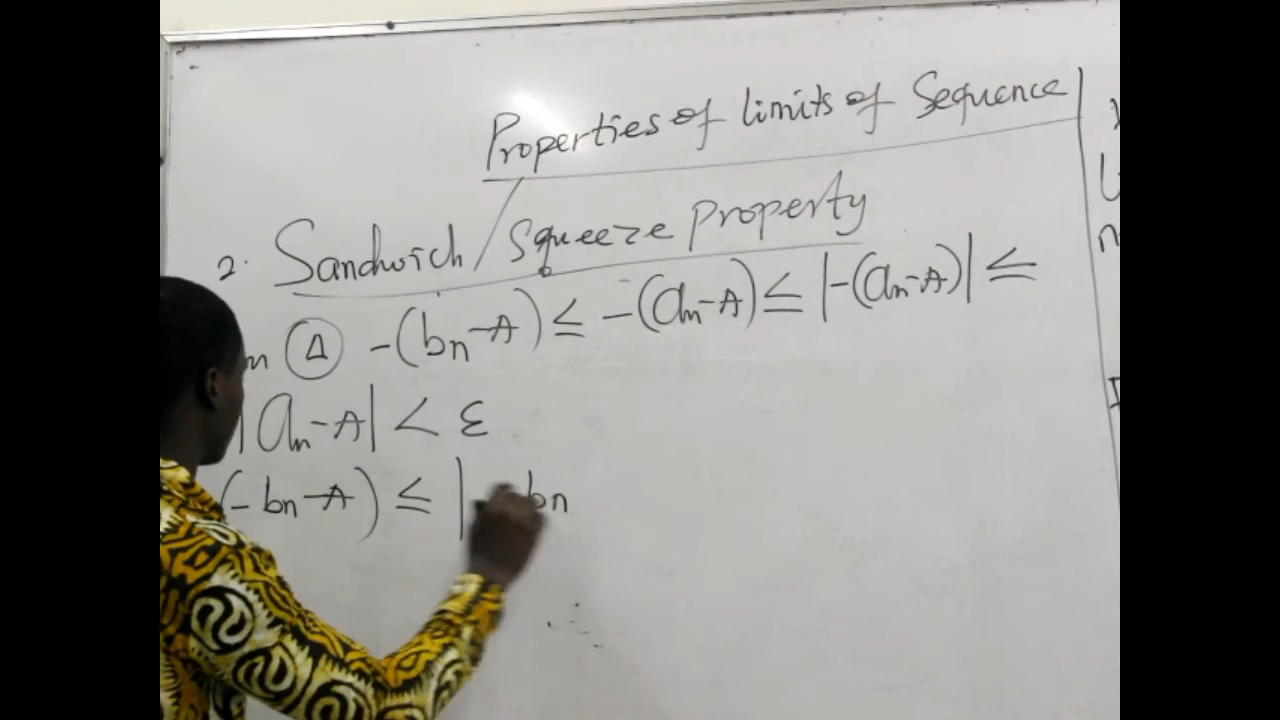 Properties of limits of Sequence
2. Sandwich/Squeeze Property
Δ -(bn-A) ≤ -(an-A) ≤ |-(an-A)| ≤
|an-A| < ε
(-bn-A) ≤ | bn